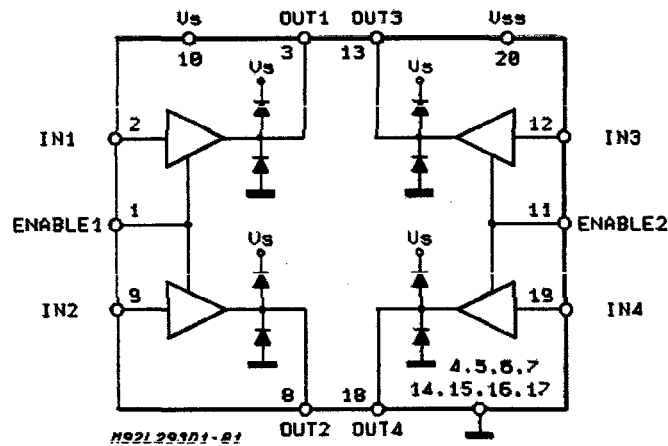 Vs OUT1 OUT3 Vss
10 3 13 20
Vs Vs
IN1 2 12 IN3
ENABLE1 1 11 ENABLE2
Vs Vs
IN2 9 19 IN4
4.5.6.7
8 18 14.15.16.17
OUT2 OUT4
M92L293D1-01